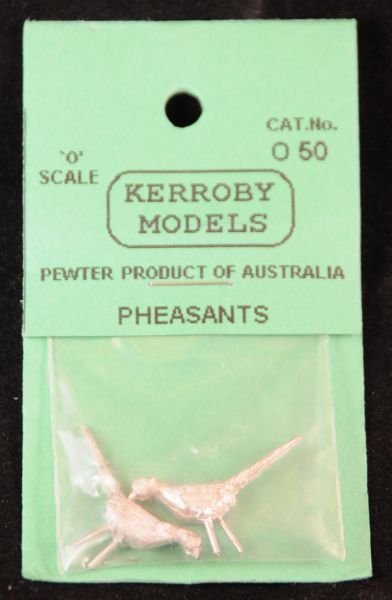 CAT.No.
O 50
'O'
SCALE
KERROBY
MODELS
PEWTER PRODUCT OF AUSTRALIA
PHEASANTS